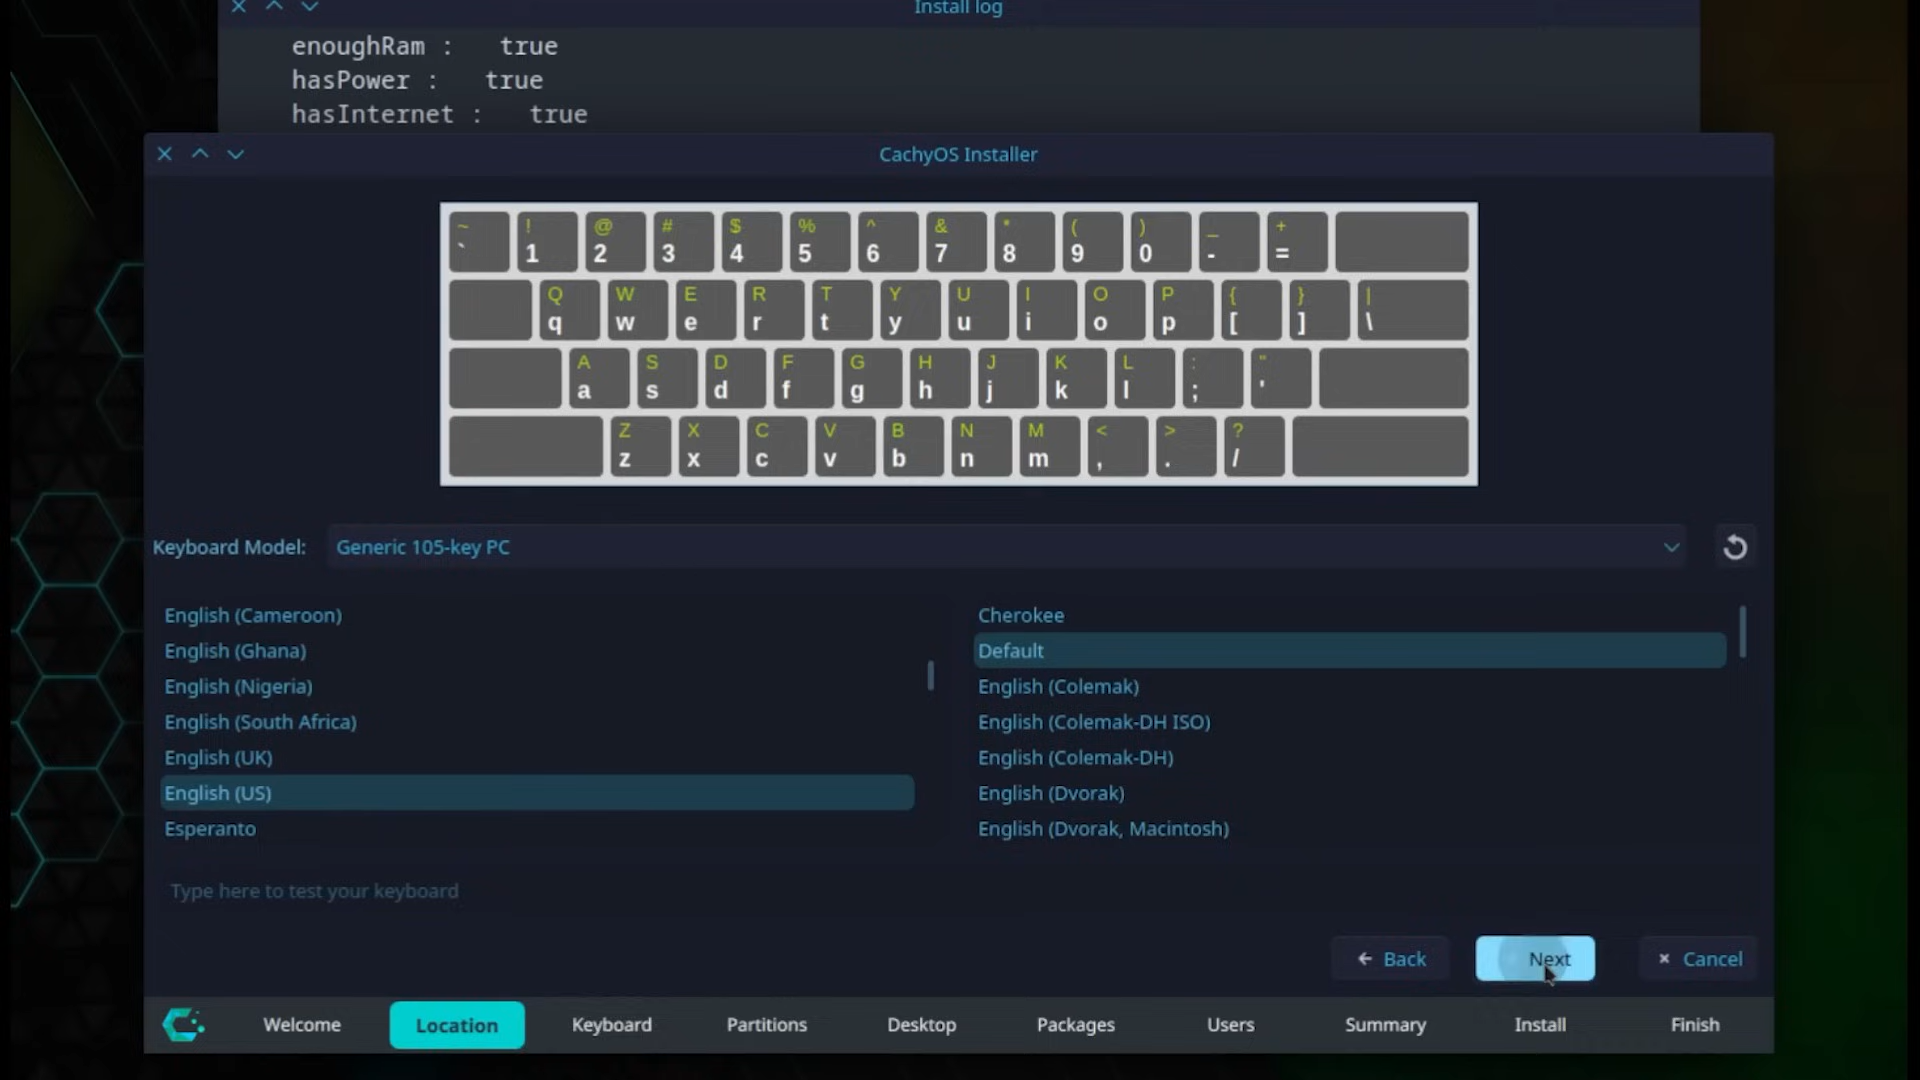 Install log
enoughRam : true
hasPower : true
hasInternet : true
CachyOS Installer
~ ! @ # $ % ^ & * ( ) _ +
` 1 2 3 4 5 6 7 8 9 0 - =
Q W E R T Y U I O P { } |
q w e r t y u i o p [ ] \
A S D F G H J K L : "
a s d f g h j k l ; '
Z X C V B N M < > ?
z x c v b n m , . /
Keyboard Model: Generic 105-key PC
English (Cameroon)
English (Ghana)
English (Nigeria)
English (South Africa)
English (UK)
English (US)
Esperanto
Cherokee
Default
English (Colemak)
English (Colemak-DH ISO)
English (Colemak-DH)
English (Dvorak)
English (Dvorak, Macintosh)
Type here to test your keyboard
Back Next Cancel
Welcome Location Keyboard Partitions Desktop Packages Users Summary Install Finish